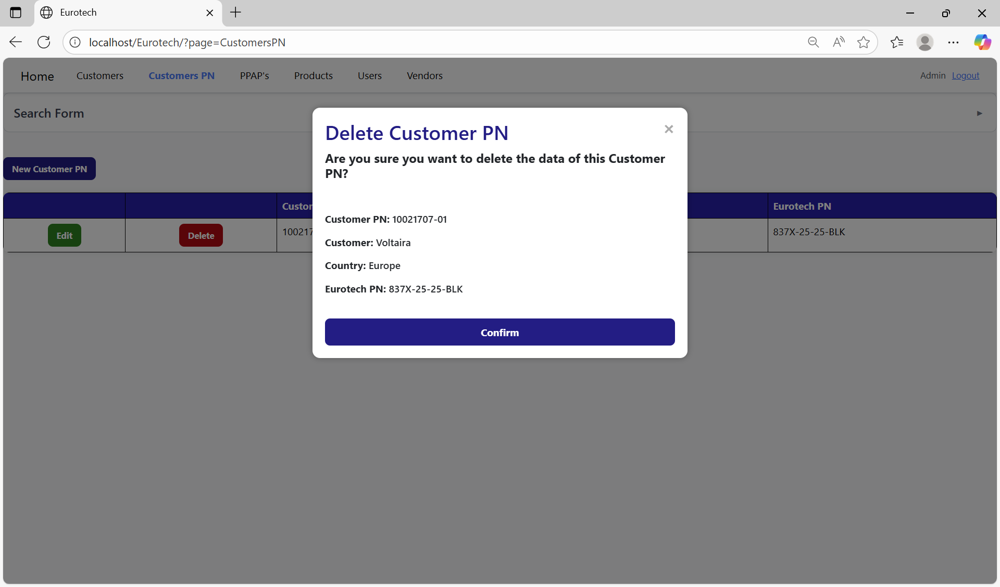 Eurotech
localhost/Eurotech/?page=CustomersPN
Home Customers Customers PN PPAP's Products Users Vendors Admin Logout
Search Form
Delete Customer PN
Are you sure you want to delete the data of this Customer
PN?
New Customer PN
Eurotech PN
Edit Delete 837X-25-25-BLK
Customer PN: 10021707-01
Customer: Voltaira
Country: Europe
Eurotech PN: 837X-25-25-BLK
Confirm